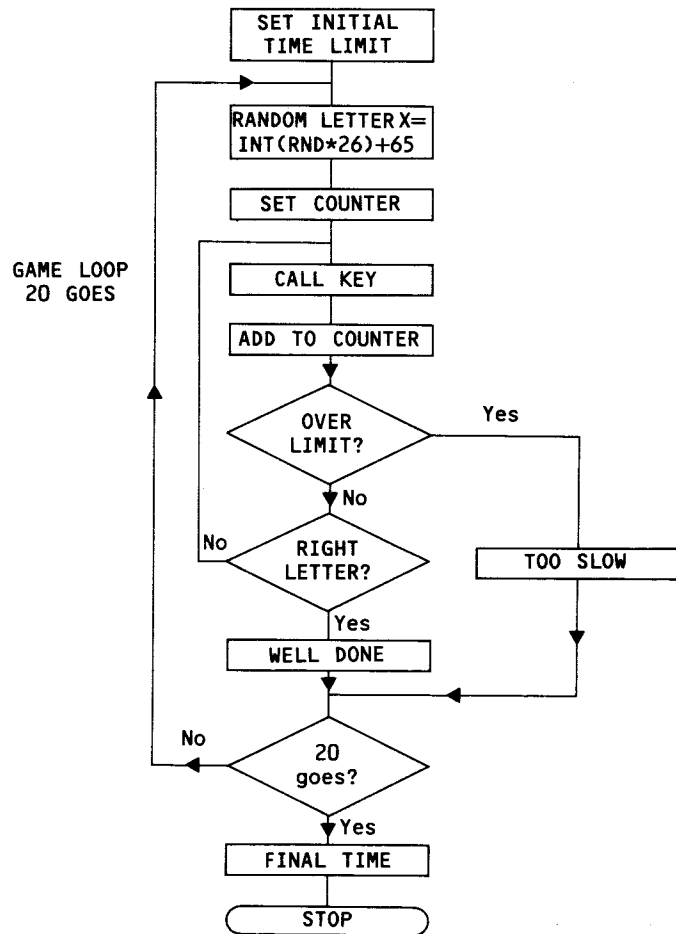 SET INITIAL
TIME LIMIT
RANDOM LETTER X=
INT(RND*26)+65
SET COUNTER
GAME LOOP
20 GOES
CALL KEY
ADD TO COUNTER
OVER
LIMIT?
Yes
No
RIGHT
LETTER?
No
TOO SLOW
Yes
WELL DONE
20
goes?
No
Yes
FINAL TIME
STOP